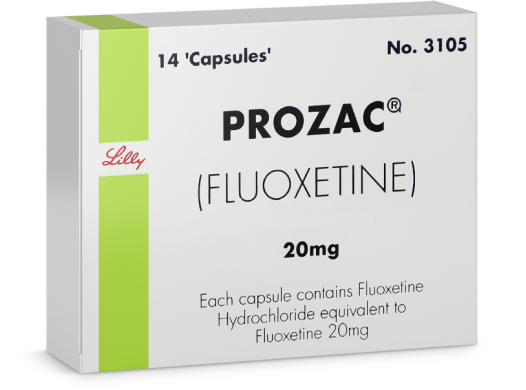 14 'Capsules'
No. 3105
PROZAC®
(FLUOXETINE)
Lilly
20mg
Each capsule contains Fluoxetine
Hydrochloride equivalent to
Fluoxetine 20mg